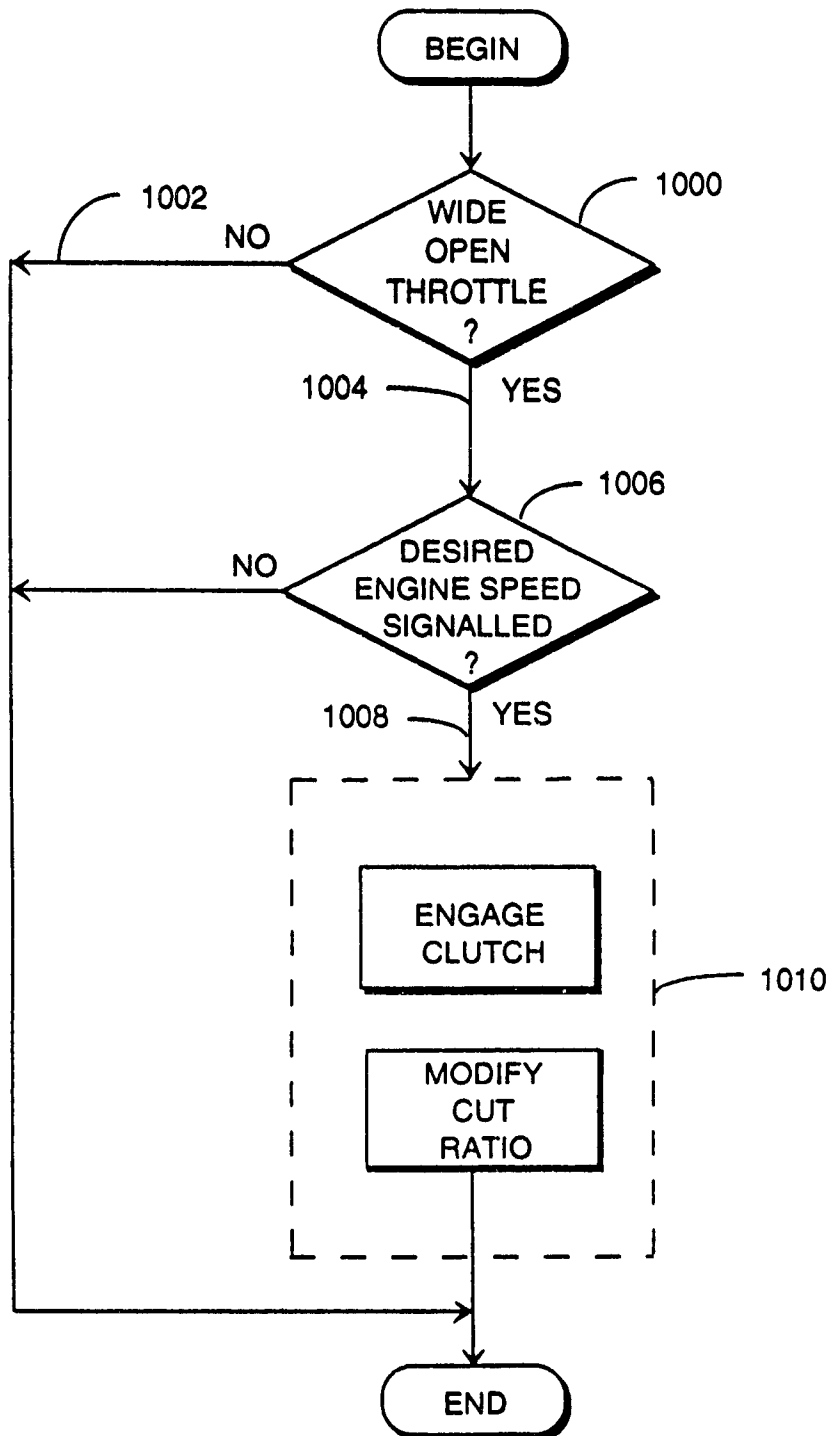 BEGIN
1000
WIDE
OPEN
THROTTLE
?
1002
NO
1004
YES
1006
DESIRED
ENGINE SPEED
SIGNALLED
?
NO
1008
YES
ENGAGE
CLUTCH
1010
MODIFY
CUT
RATIO
END